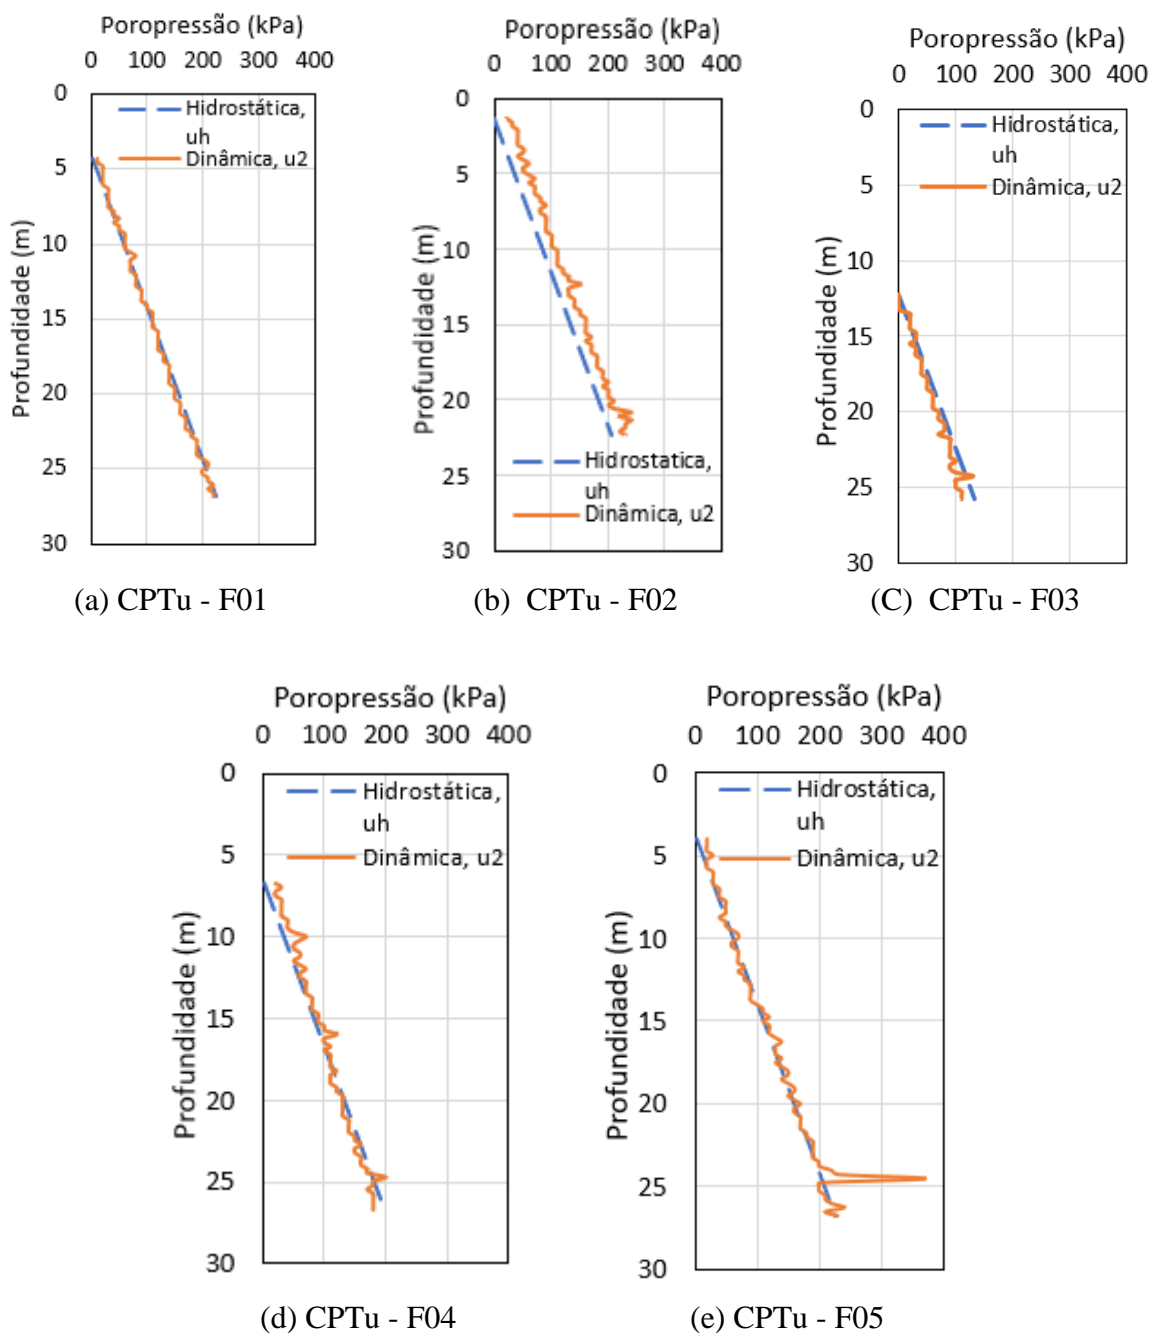 Poropressão (kPa)
0 100 200 300 400
0
5
10
15
20
25
30
Profundidade (m)
Hidrostática,
uh
Dinâmica, u2
(a) CPTu - F01
Poropressão (kPa)
0 100 200 300 400
0
5
10
15
20
25
30
Profundidade (m)
Hidrostatica,
uh
Dinâmica, u2
(b) CPTu - F02
Poropressão (kPa)
0 100 200 300 400
0
5
10
15
20
25
30
Profundidade (m)
Hidrostática,
uh
Dinâmica, u2
(C) CPTu - F03
Poropressão (kPa)
0 100 200 300 400
0
5
10
15
20
25
30
Profundidade (m)
Hidrostática,
uh
Dinâmica, u2
(d) CPTu - F04
Poropressão (kPa)
0 100 200 300 400
0
5
10
15
20
25
30
Profundidade (m)
Hidrostática,
uh
Dinâmica, u2
(e) CPTu - F05